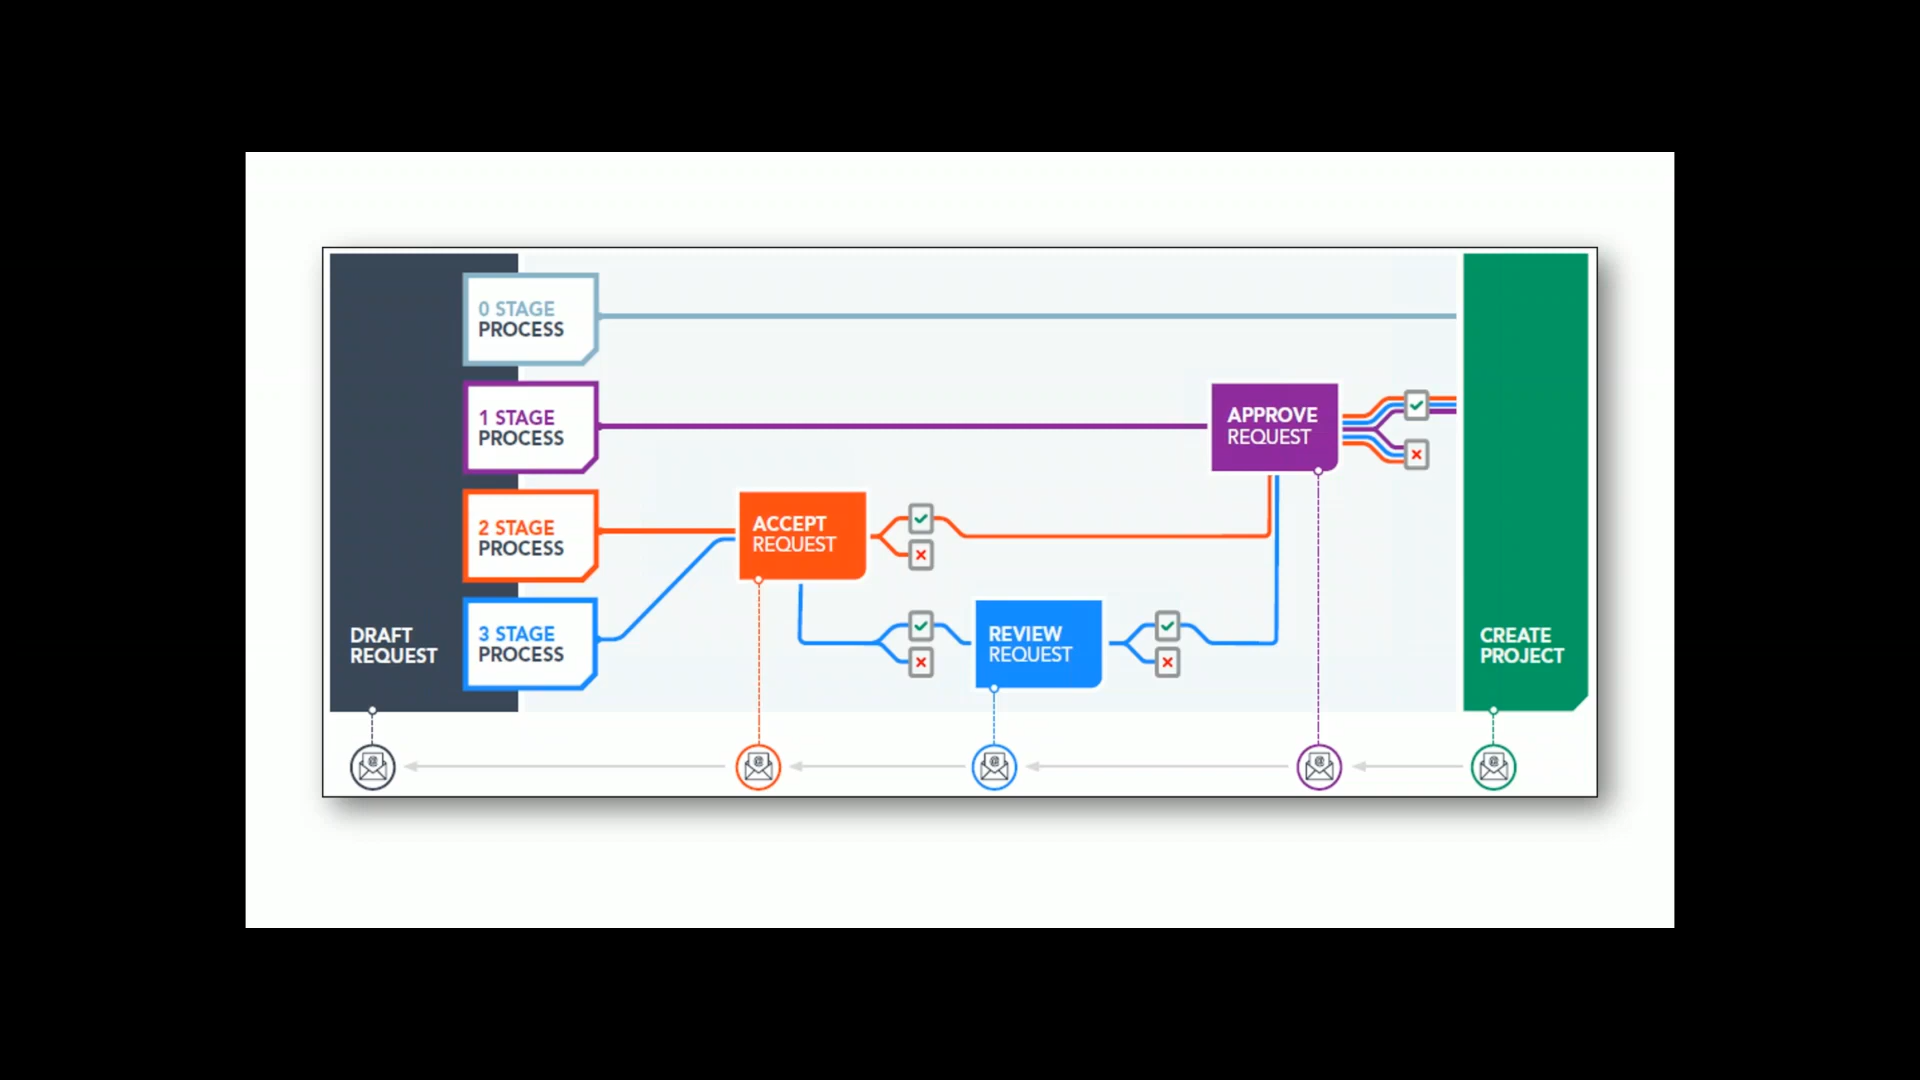 0 STAGE
PROCESS
1 STAGE
PROCESS
APPROVE
REQUEST
2 STAGE
PROCESS
ACCEPT
REQUEST
DRAFT
REQUEST
3 STAGE
PROCESS
REVIEW
REQUEST
CREATE
PROJECT
@
@
@
@
@